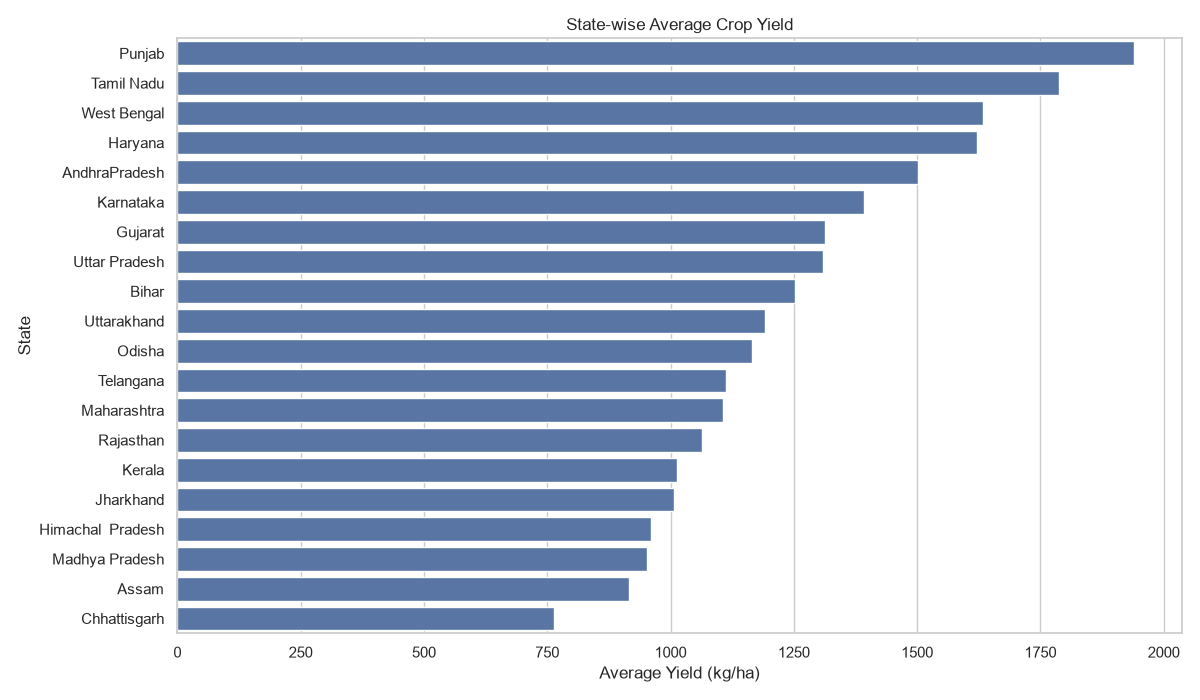 State-wise Average Crop Yield
Punjab
Tamil Nadu
West Bengal
Haryana
AndhraPradesh
Karnataka
Gujarat
Uttar Pradesh
Bihar
Uttarakhand
Odisha
Telangana
Maharashtra
Rajasthan
Kerala
Jharkhand
Himachal  Pradesh
Madhya Pradesh
Assam
Chhattisgarh
State
0 250 500 750 1000 1250 1500 1750 2000
Average Yield (kg/ha)